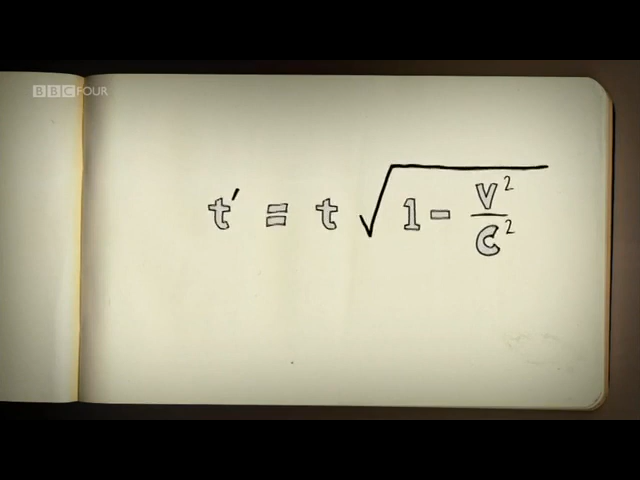 BBC FOUR
t' = t √(1 - V²/C²)